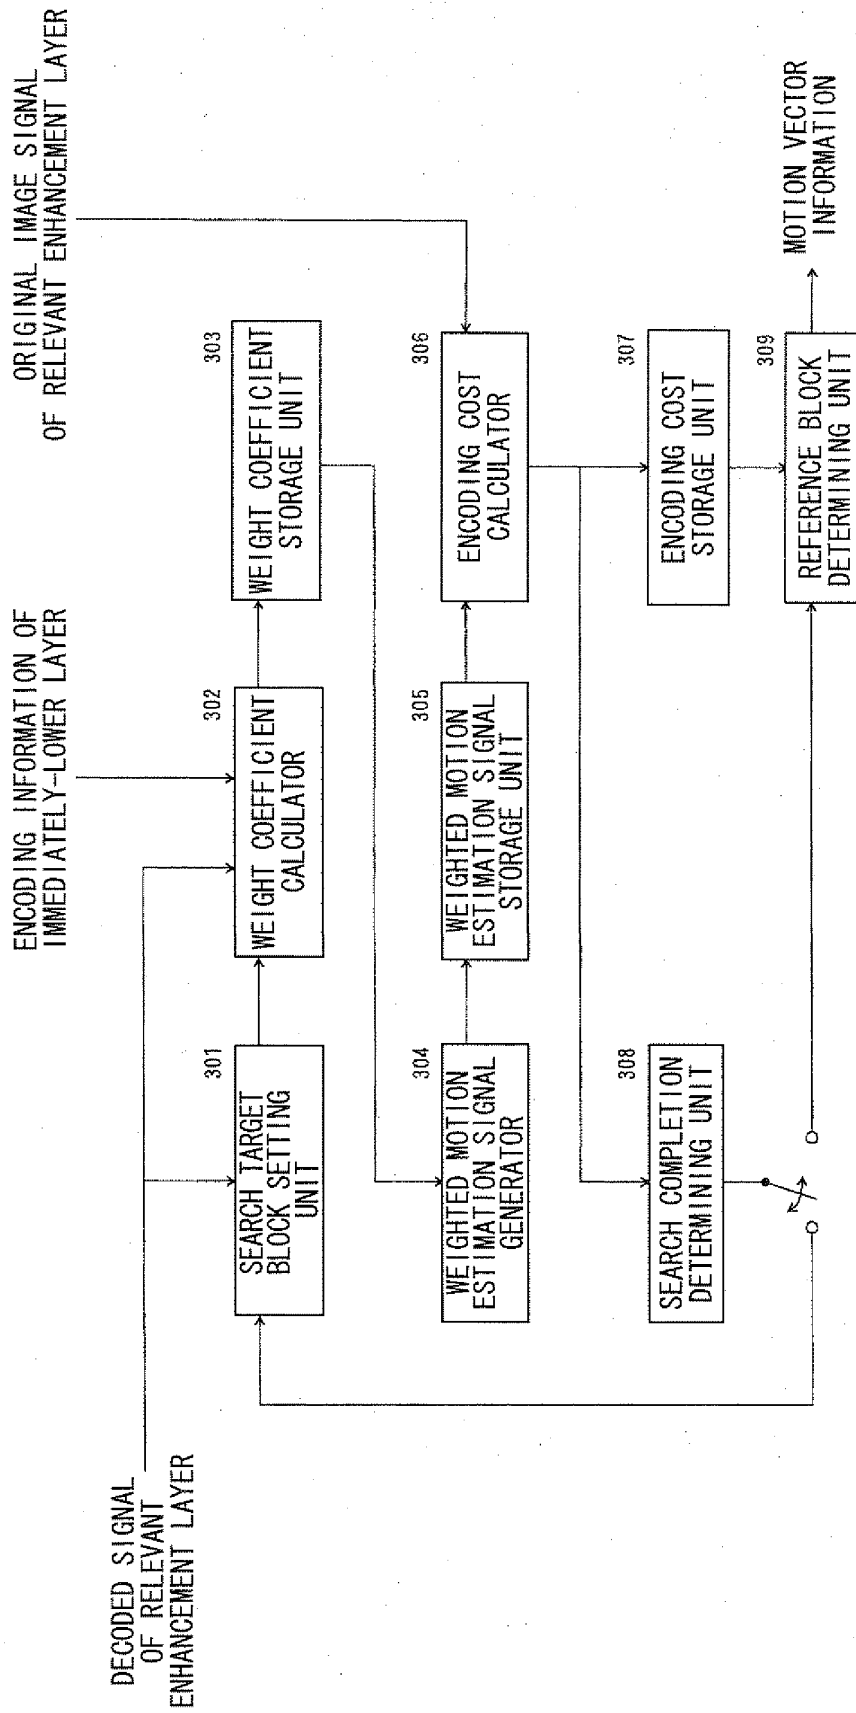 DECODED SIGNAL
OF RELEVANT
ENHANCEMENT LAYER
ENCODING INFORMATION OF
IMMEDIATELY-LOWER LAYER
ORIGINAL IMAGE SIGNAL
OF RELEVANT ENHANCEMENT LAYER
301
SEARCH TARGET
BLOCK SETTING
UNIT
302
WEIGHT COEFFICIENT
CALCULATOR
303
WEIGHT COEFFICIENT
STORAGE UNIT
304
WEIGHTED MOTION
ESTIMATION SIGNAL
GENERATOR
305
WEIGHTED MOTION
ESTIMATION SIGNAL
STORAGE UNIT
306
ENCODING COST
CALCULATOR
308
SEARCH COMPLETION
DETERMINING UNIT
307
ENCODING COST
STORAGE UNIT
309
REFERENCE BLOCK
DETERMINING UNIT
MOTION VECTOR
INFORMATION